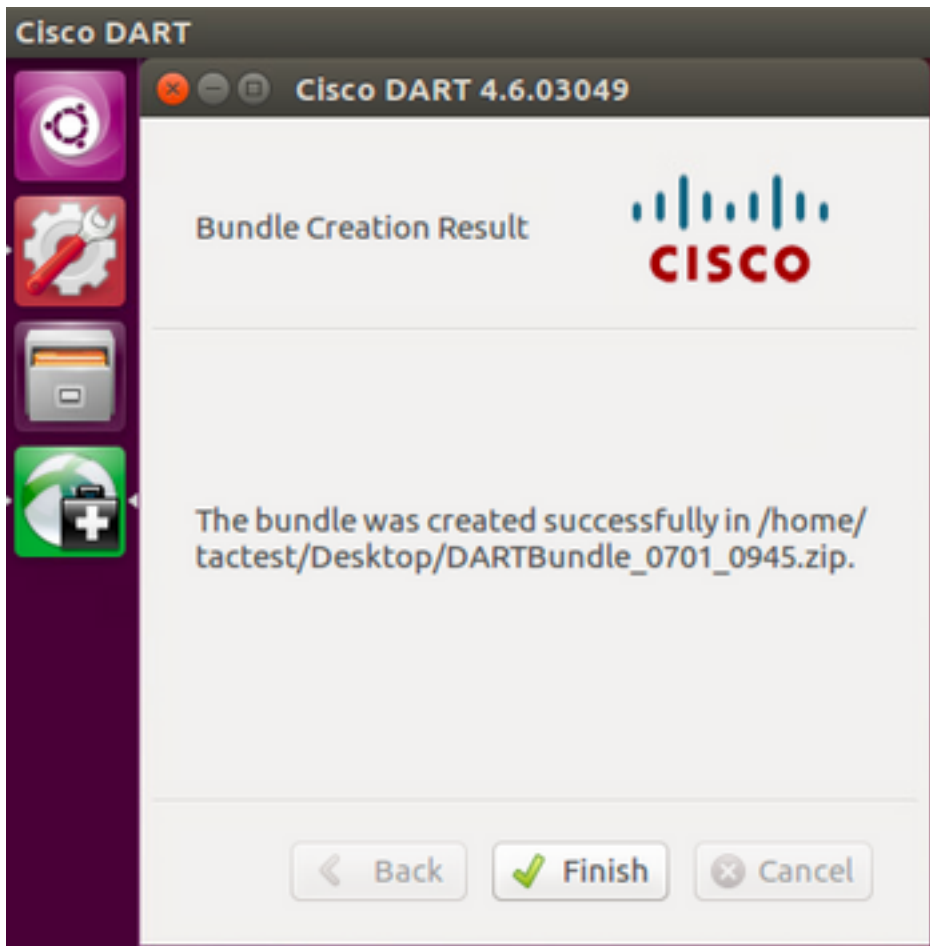 Cisco DART
Cisco DART 4.6.03049
Bundle Creation Result
CISCO
The bundle was created successfully in /home/
tactest/Desktop/DARTBundle_0701_0945.zip.
Back
Finish
Cancel